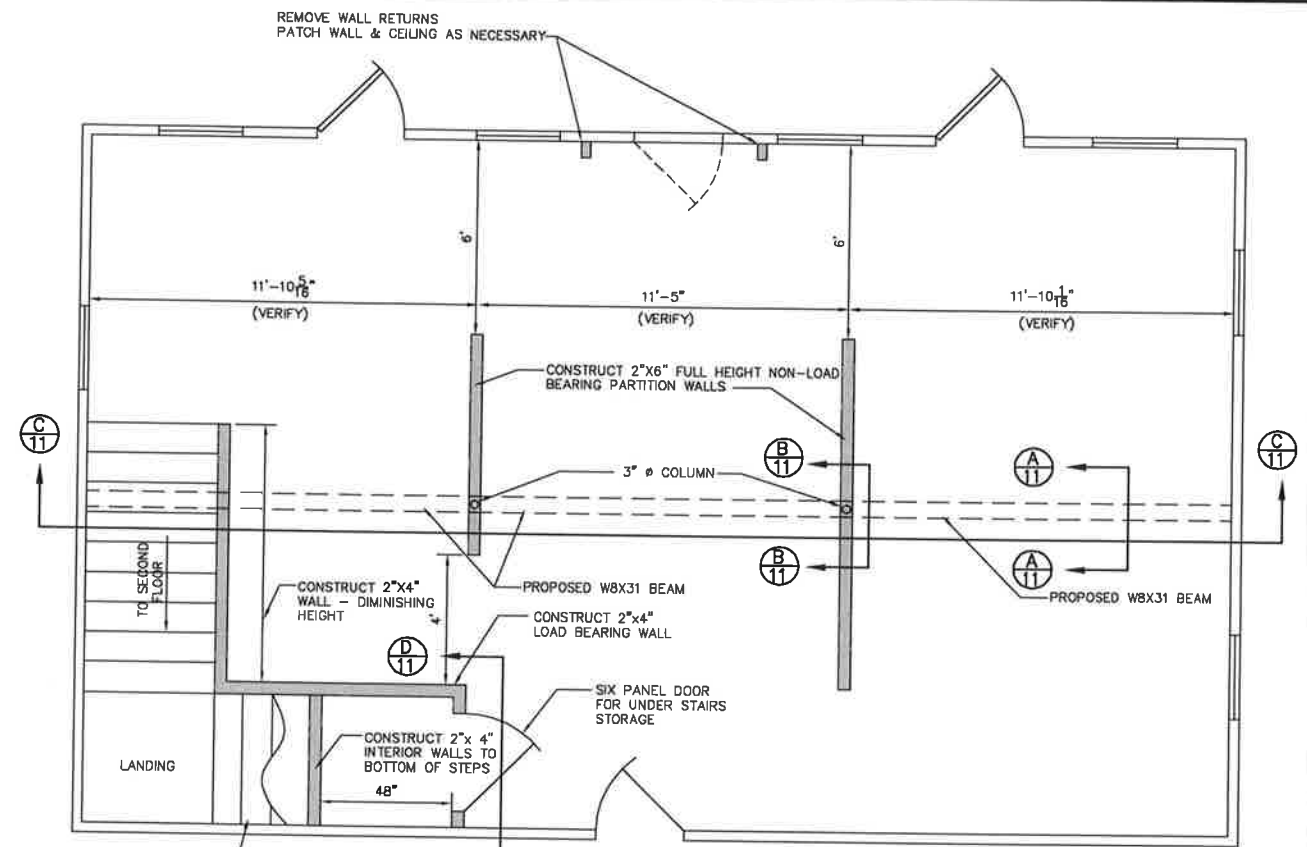 REMOVE WALL RETURNS
PATCH WALL & CEILING AS NECESSARY
6'
6'
11'-10 5/16"
(VERIFY)
11'-5"
(VERIFY)
11'-10 1/16"
(VERIFY)
CONSTRUCT 2"X6" FULL HEIGHT NON-LOAD
BEARING PARTITION WALLS
C
11
B
11
A
11
C
11
3" ø COLUMN
B
11
A
11
TO SECOND
FLOOR
CONSTRUCT 2"X4"
WALL - DIMINISHING
HEIGHT
4'
PROPOSED W8X31 BEAM
PROPOSED W8X31 BEAM
CONSTRUCT 2"x4"
LOAD BEARING WALL
D
11
SIX PANEL DOOR
FOR UNDER STAIRS
STORAGE
CONSTRUCT 2"x 4"
INTERIOR WALLS TO
BOTTOM OF STEPS
LANDING
48"